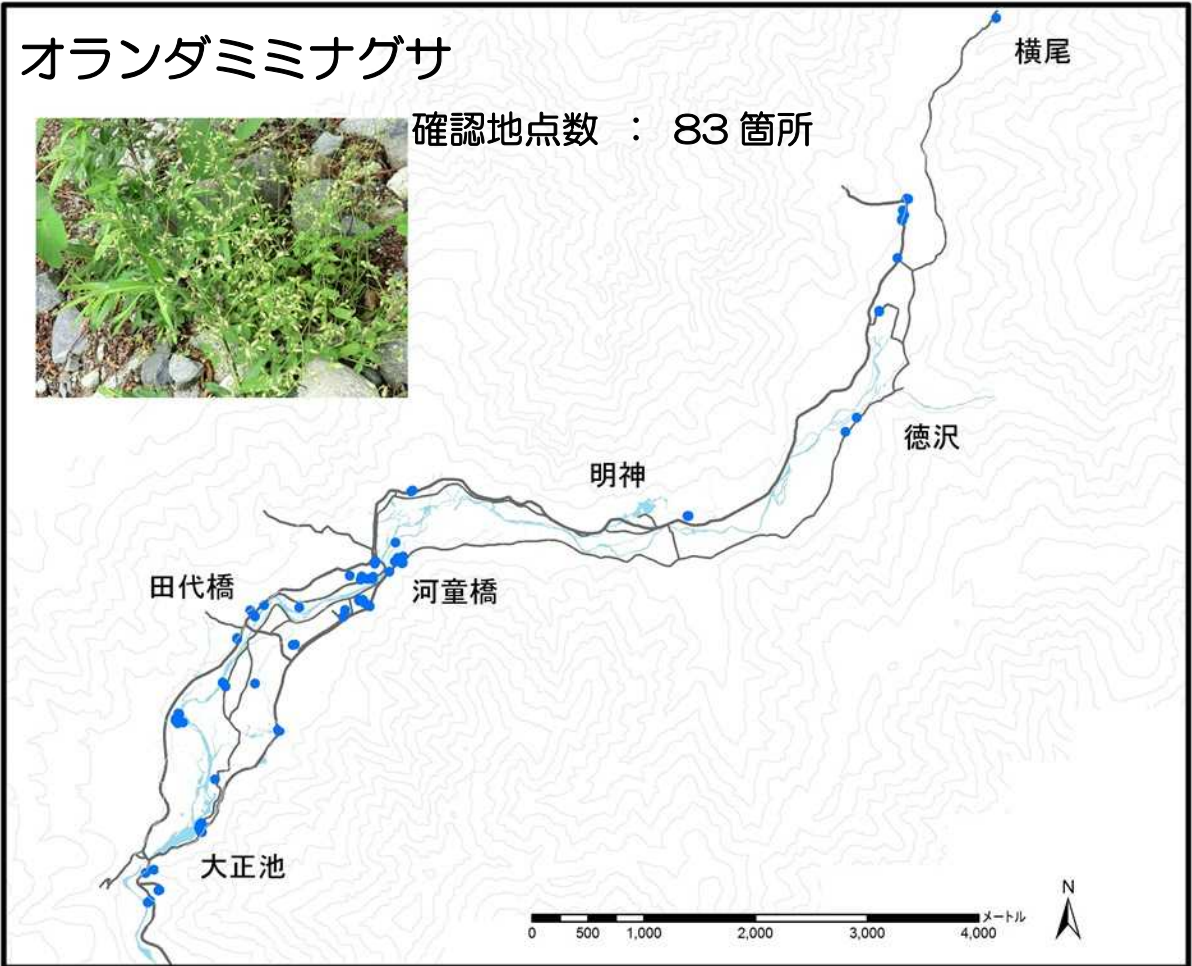 オランダミミナグサ
確認地点数 ： 83 箇所
横尾
徳沢
明神
田代橋
河童橋
大正池
N
メートル
0 500 1,000 2,000 3,000 4,000